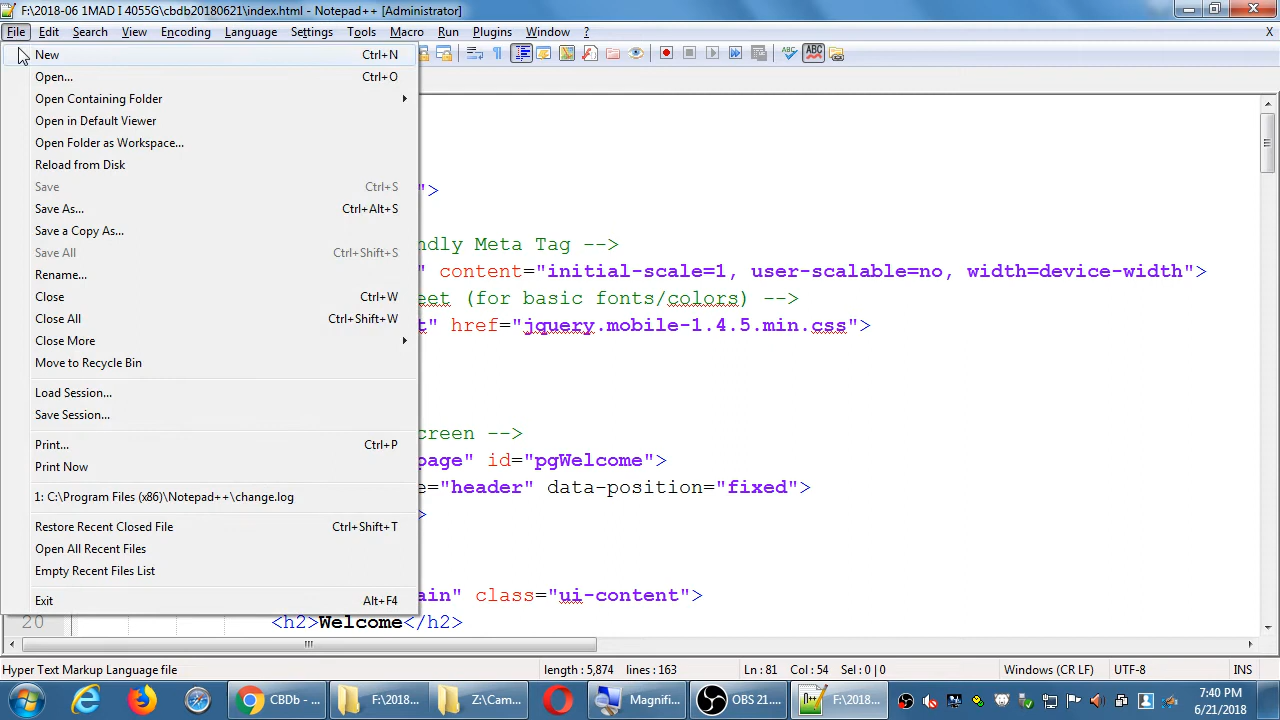 F:\2018-06 1MAD I 4055G\cbdb20180621\index.html - Notepad++ [Administrator]
File Edit Search View Encoding Language Settings Tools Macro Run Plugins Window ? X
New Ctrl+N
Open... Ctrl+O
Open Containing Folder
Open in Default Viewer
Open Folder as Workspace...
Reload from Disk
Save Ctrl+S
Save As... Ctrl+Alt+S
Save a Copy As...
Save All Ctrl+Shift+S
Rename...
Close Ctrl+W
Close All Ctrl+Shift+W
Close More
Move to Recycle Bin
Load Session...
Save Session...
Print... Ctrl+P
Print Now
1: C:\Program Files (x86)\Notepad++\change.log
Restore Recent Closed File Ctrl+Shift+T
Open All Recent Files
Empty Recent Files List
Exit Alt+F4
ABC ABC
">
ndly Meta Tag -->
" content="initial-scale=1, user-scalable=no, width=device-width">
eet (for basic fonts/colors) -->
t" href="jquery.mobile-1.4.5.min.css">
creen -->
page" id="pgWelcome">
e="header" data-position="fixed">
>
ain" class="ui-content">
20 <h2>Welcome</h2>
Hyper Text Markup Language file length : 5,874 lines : 163 Ln : 81 Col : 54 Sel : 0 | 0 Windows (CR LF) UTF-8 INS
CBDb - ... F:\2018... Z:\Cam... Magnifi... OBS 21.... F:\2018...
7:40 PM
6/21/2018